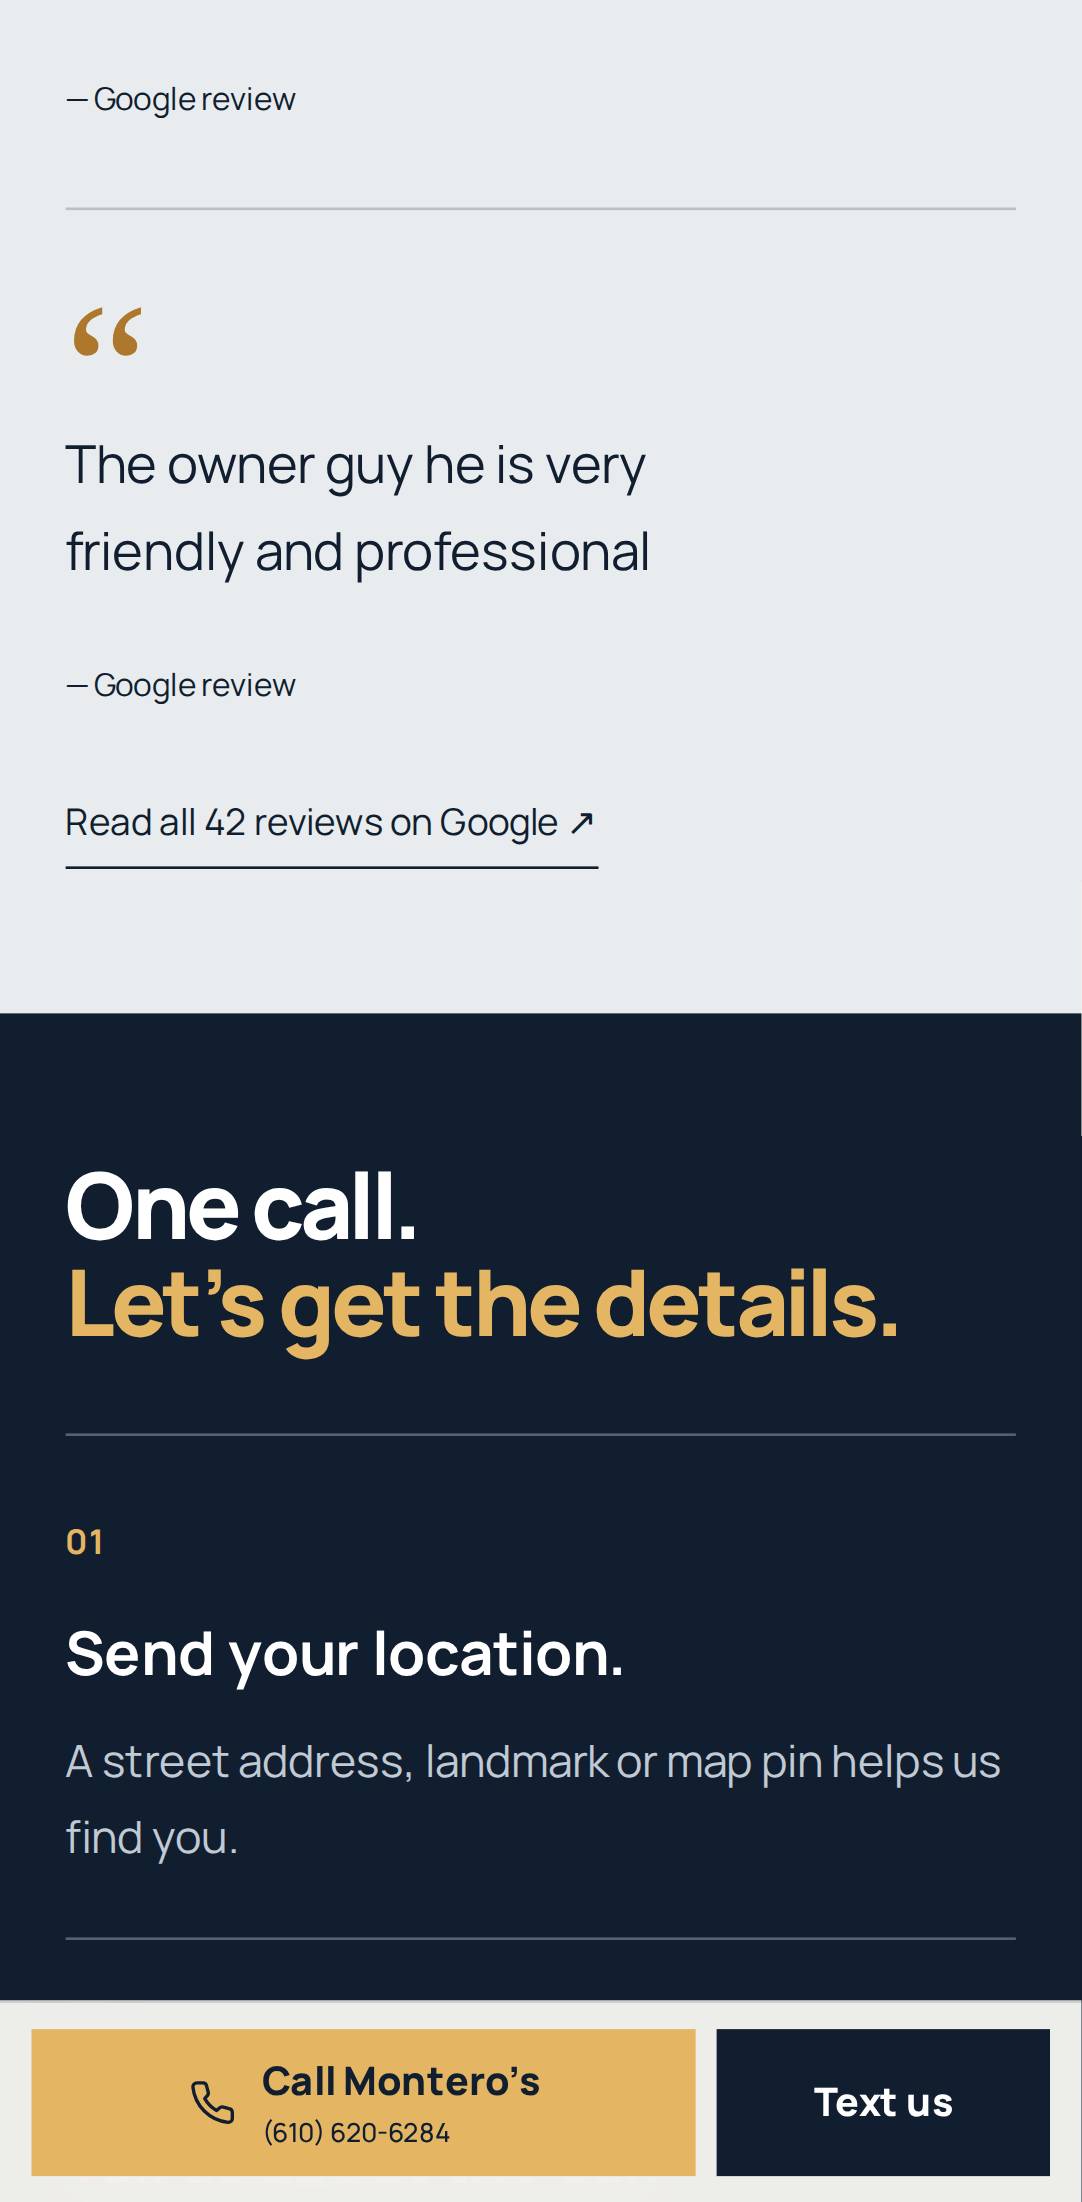 — Google review
“
The owner guy he is very
friendly and professional
— Google review
Read all 42 reviews on Google ↗
One call.
Let’s get the details.
01
Send your location.
A street address, landmark or map pin helps us
find you.
Call Montero’s
(610) 620-6284
Text us